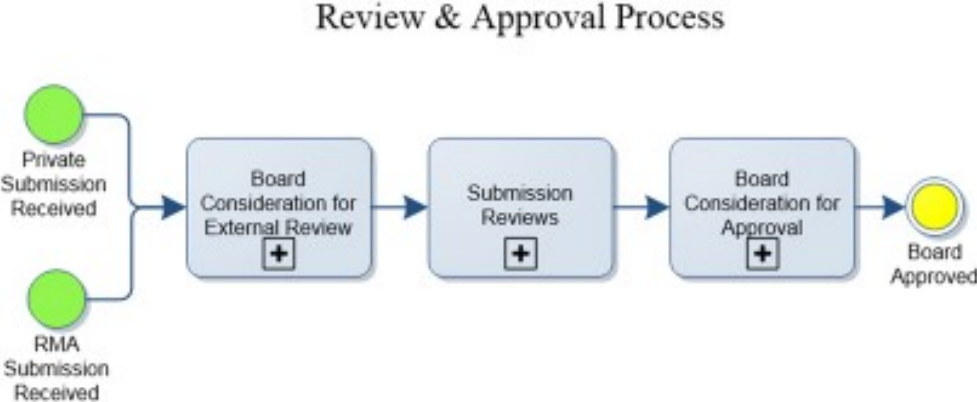 Review & Approval Process
Private
Submission
Received
RMA
Submission
Received
Board
Consideration for
External Review
Submission
Reviews
Board
Consideration for
Approval
Board
Approved